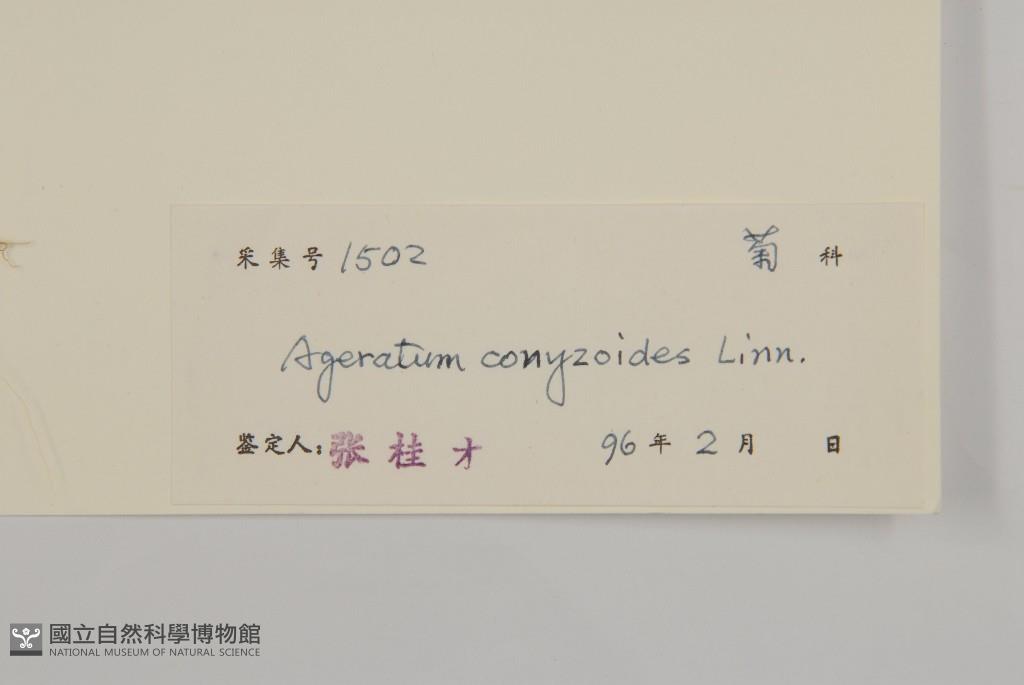 采集号 1502 菊 科
Ageratum conyzoides Linn.
鉴定人: 张桂才 96 年 2 月 日
國立自然科學博物館
NATIONAL MUSEUM OF NATURAL SCIENCE